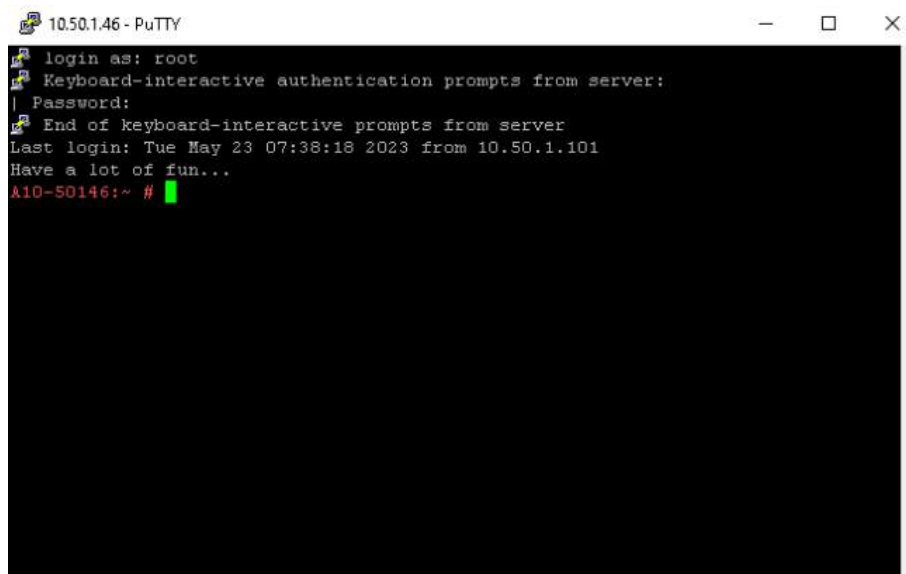 10.50.1.46 - PuTTY
login as: root
Keyboard-interactive authentication prompts from server:
| Password:
End of keyboard-interactive prompts from server
Last login: Tue May 23 07:38:18 2023 from 10.50.1.101
Have a lot of fun...
A10-50146:~ #